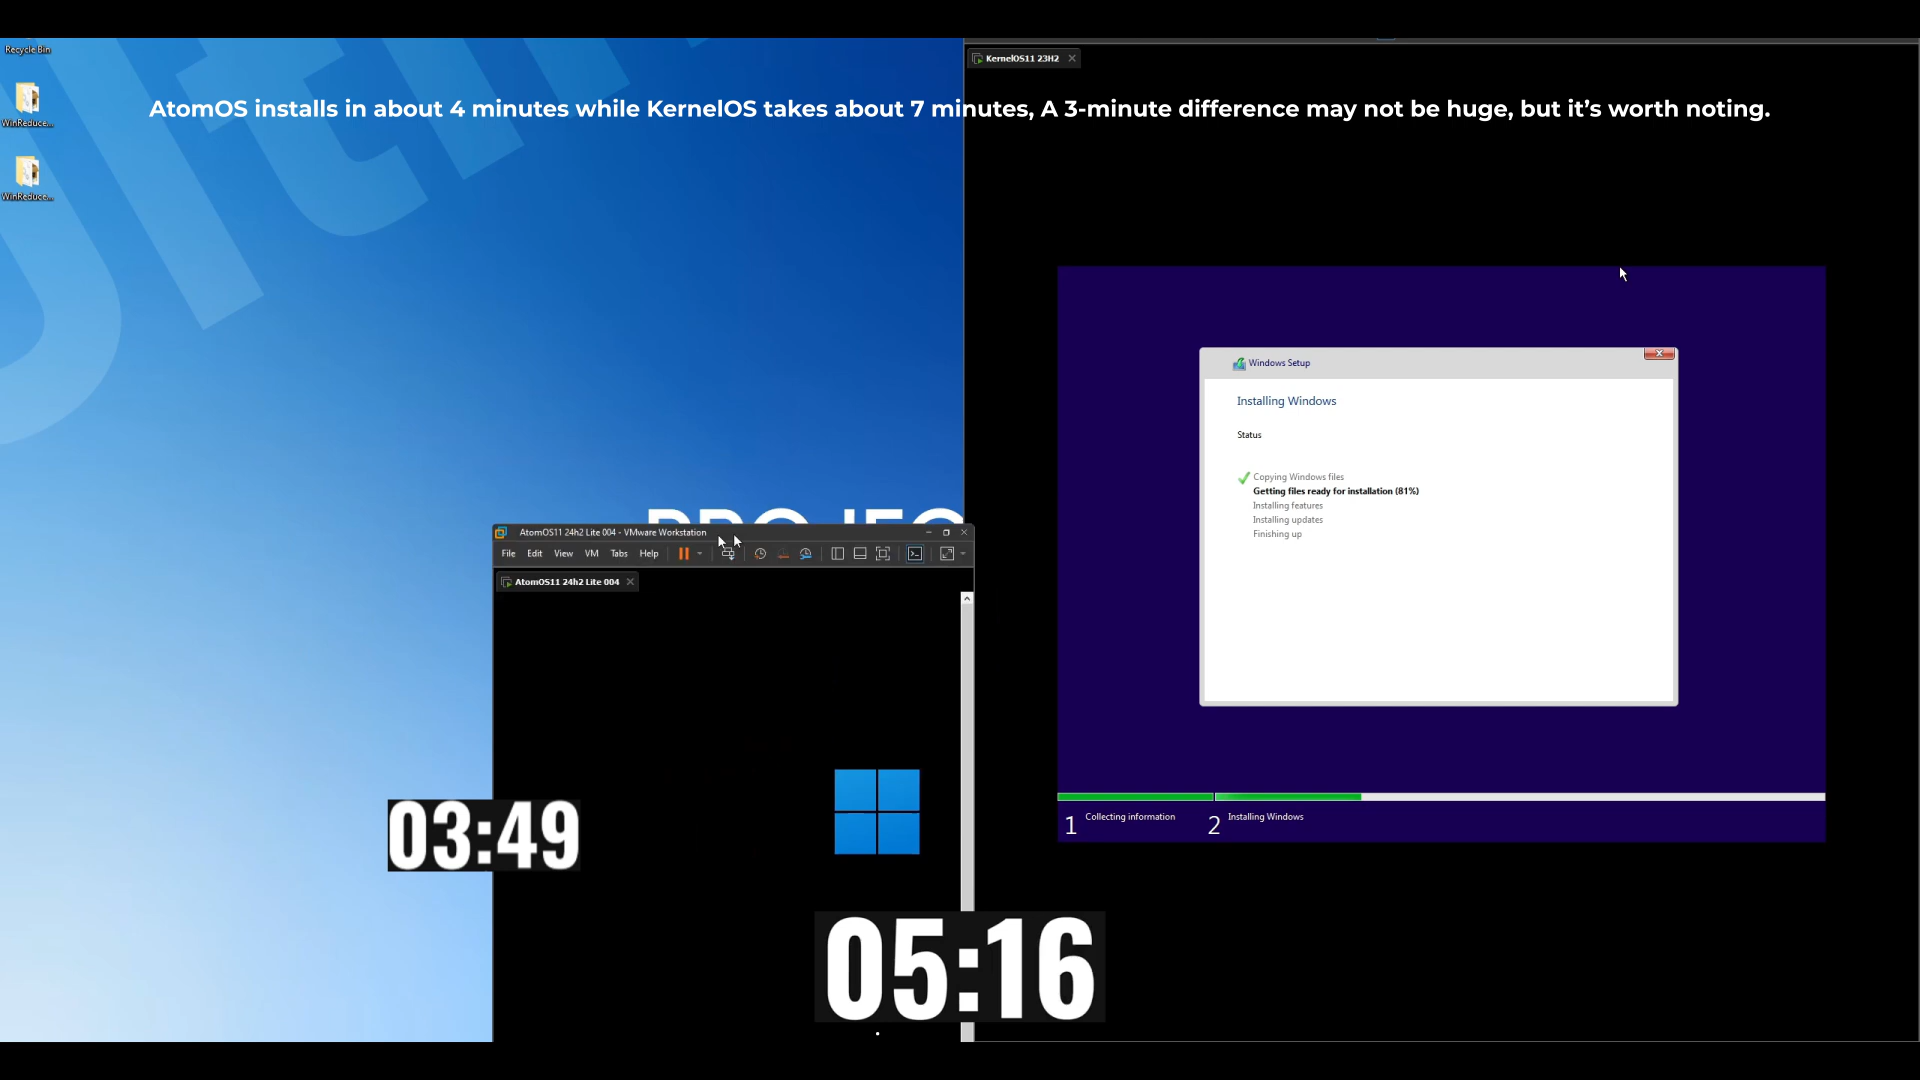 Recycle Bin
KernelOS11 23H2
AtomOS installs in about 4 minutes while KernelOS takes about 7 minutes, A 3-minute difference may not be huge, but it's worth noting.
WinReduce...
WinReduce...
Windows Setup
Installing Windows
Status
Copying Windows files
Getting files ready for installation (81%)
Installing features
Installing updates
Finishing up
AtomOS11 24h2 Lite 004 - VMware Workstation
File Edit View VM Tabs Help
AtomOS11 24h2 Lite 004
1 Collecting information 2 Installing Windows
03:49
05:16